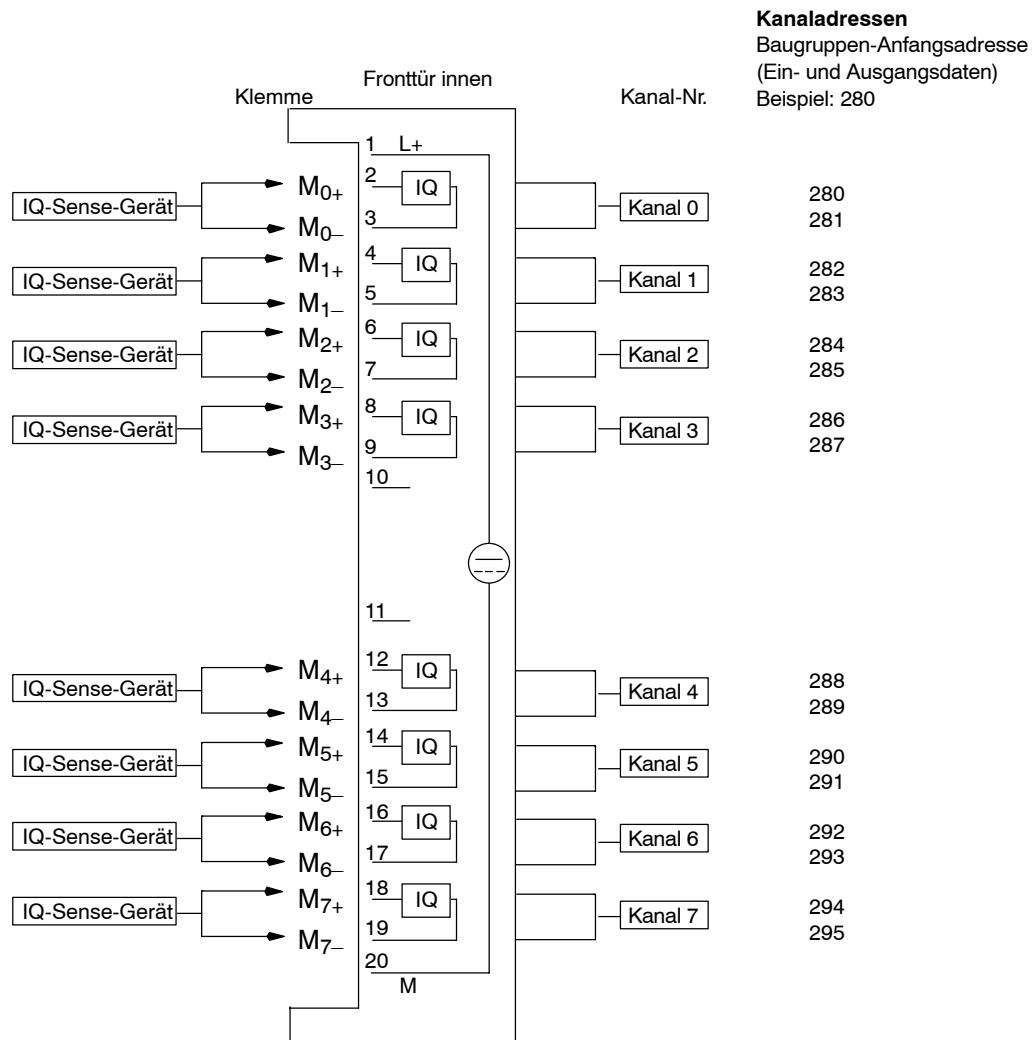 Kanaladressen
Baugruppen-Anfangsadresse
(Ein- und Ausgangsdaten)
Beispiel: 280
Klemme
Fronttür innen
Kanal-Nr.
1 L+
IQ-Sense-Gerät M0+ 2 IQ Kanal 0 280
M0– 3 281
IQ-Sense-Gerät M1+ 4 IQ Kanal 1 282
M1– 5 283
IQ-Sense-Gerät M2+ 6 IQ Kanal 2 284
M2– 7 285
IQ-Sense-Gerät M3+ 8 IQ Kanal 3 286
M3– 9 287
10
11
IQ-Sense-Gerät M4+ 12 IQ Kanal 4 288
M4– 13 289
IQ-Sense-Gerät M5+ 14 IQ Kanal 5 290
M5– 15 291
IQ-Sense-Gerät M6+ 16 IQ Kanal 6 292
M6– 17 293
IQ-Sense-Gerät M7+ 18 IQ Kanal 7 294
M7– 19 295
20
M